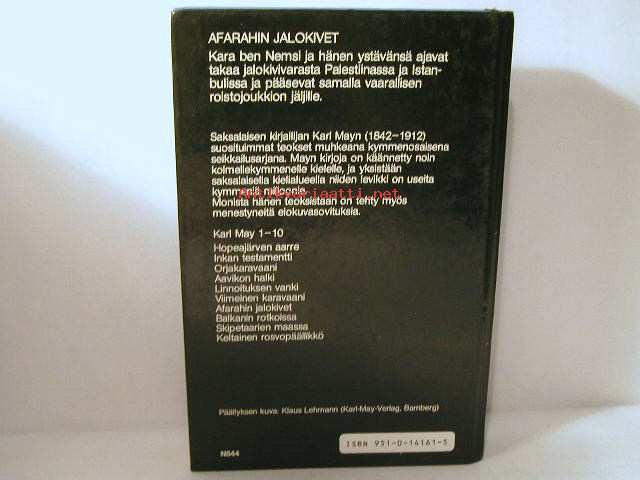 AFARAHIN JALOKIVET
Kara ben Nemsi ja hänen ystävänsä ajavat
takaa jalokivivarasta Palestiinassa ja Istan-
bulissa ja pääsevät samalla vaarallisen
roistojoukkion jäljille.
Saksalaisen kirjailijan Karl Mayn (1842–1912)
suosituimmat teokset muhkeana kymmenosaisena
seikkailusarjana. Mayn kirjoja on käännetty noin
kolmellekymmenelle kielelle, ja yksistään
saksalaisella kielialueella niiden levikki on useita
kymmeniä miljoonia.
Monista hänen teoksistaan on tehty myös
menestyneitä elokuvasovituksia.
Karl May 1–10
Hopeajärven aarre
Inkan testamentti
Orjakaravaani
Aavikon halki
Linnoituksen vanki
Viimeinen karavaani
Afarahin jalokivet
Balkanin rotkoissa
Skipetaarien maassa
Keltainen rosvopäällikkö
Päällyksen kuva: Klaus Lehmann (Karl-May-Verlag, Bamberg)
ISBN 951-0-14161-5
N844